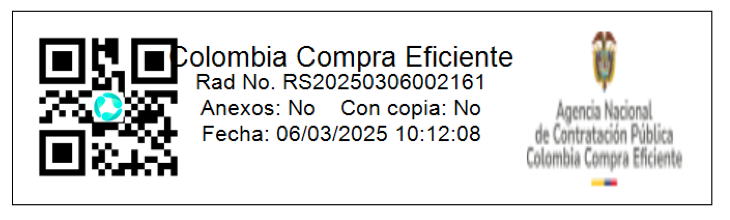 Colombia Compra Eficiente
Rad No. RS20250306002161
Anexos: No Con copia: No
Fecha: 06/03/2025 10:12:08
Agencia Nacional
de Contratación Pública
Colombia Compra Eficiente